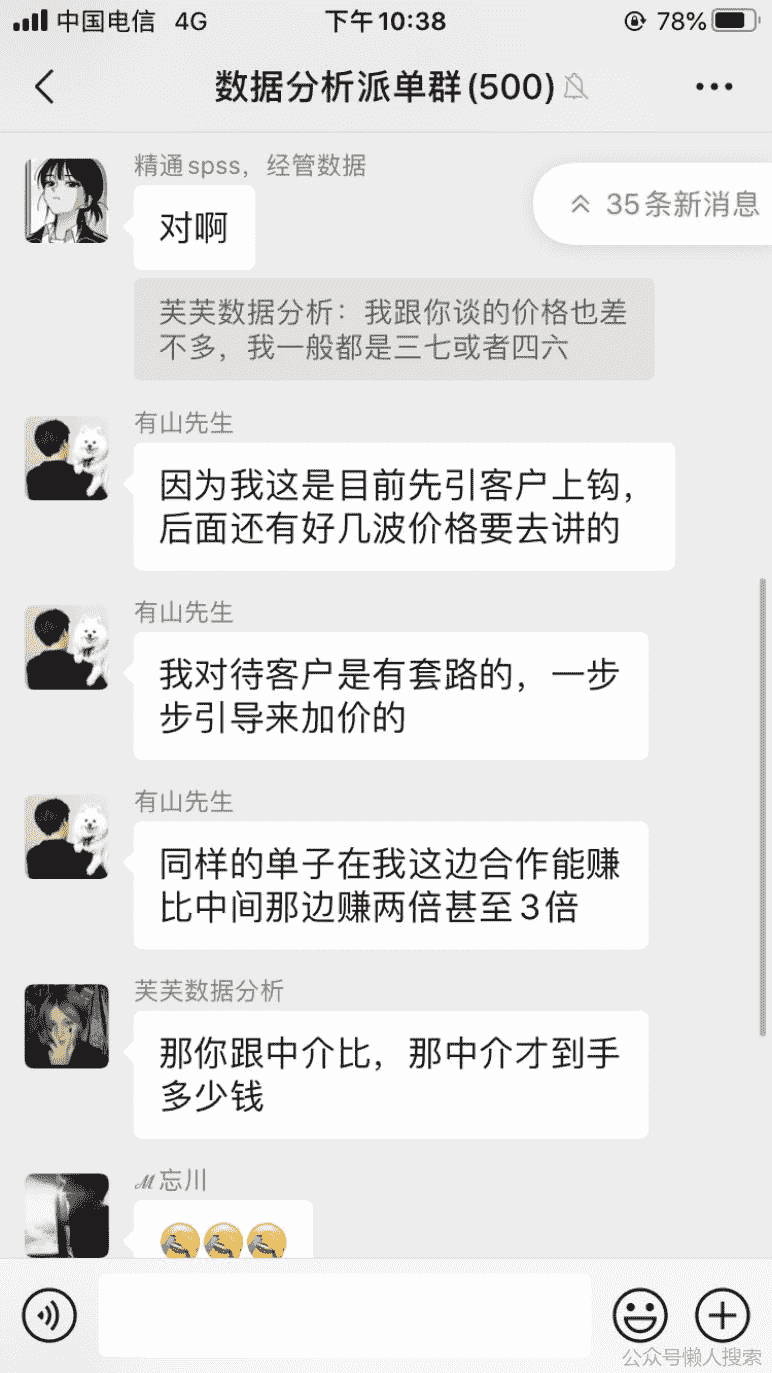 中国电信 4G 下午10:38 78%
数据分析派单群(500)
精通spss，经管数据
35条新消息
对啊
芙芙数据分析：我跟你谈的价格也差
不多，我一般都是三七或者四六
有山先生
因为我这是目前先引客户上钩，
后面还有好几波价格要去讲的
有山先生
我对待客户是有套路的，一步
步引导来加价的
有山先生
同样的单子在我这边合作能赚
比中间那边赚两倍甚至3倍
芙芙数据分析
那你跟中介比，那中介才到手
多少钱
ℳ忘川
公众号懒人搜索